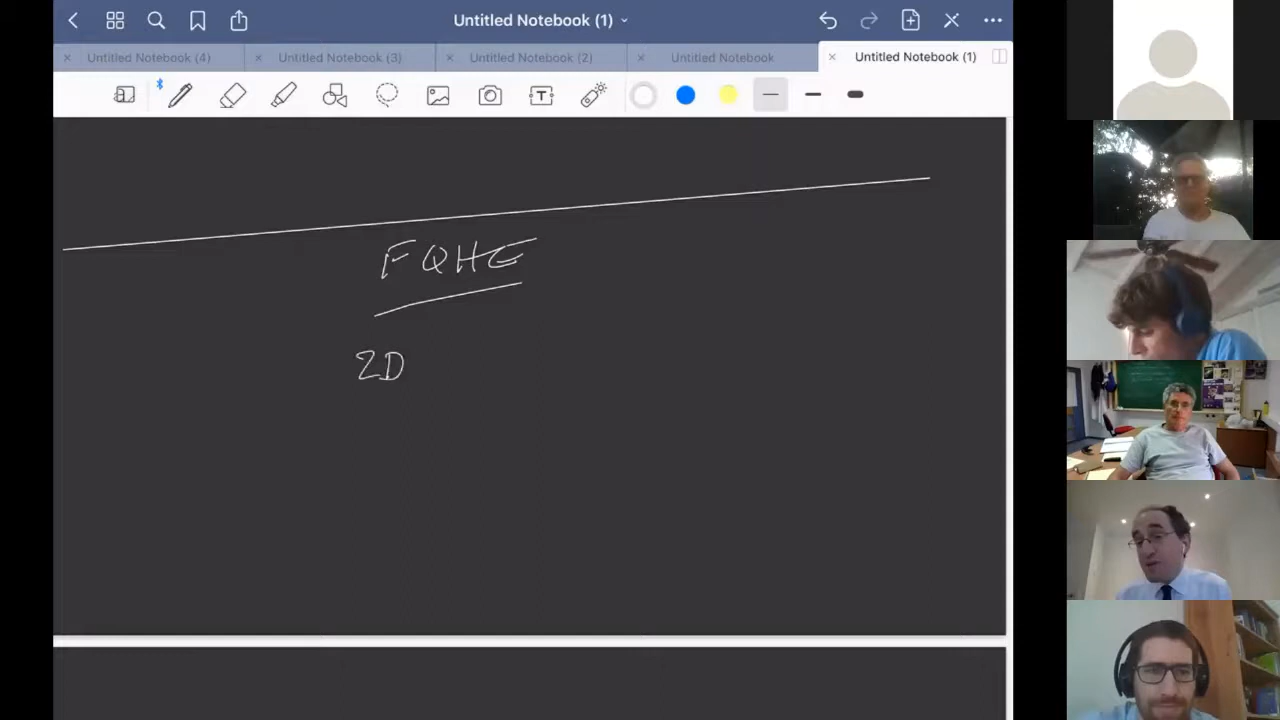 Untitled Notebook (1)
Untitled Notebook (4)
Untitled Notebook (3)
Untitled Notebook (2)
Untitled Notebook
Untitled Notebook (1)
T
FQHE
2D